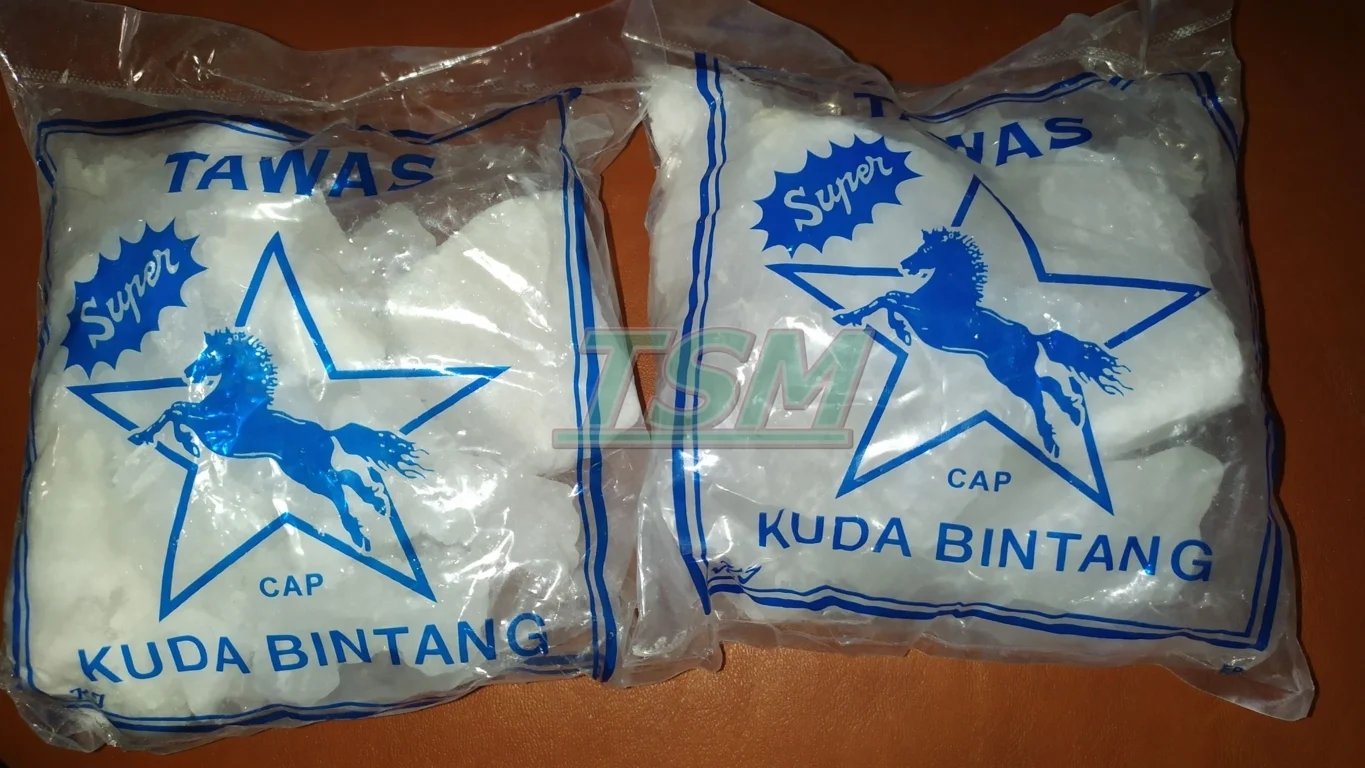 TAWAS
Super
CAP
KUDA BINTANG
TAWAS
Super
CAP
KUDA BINTANG
TSM